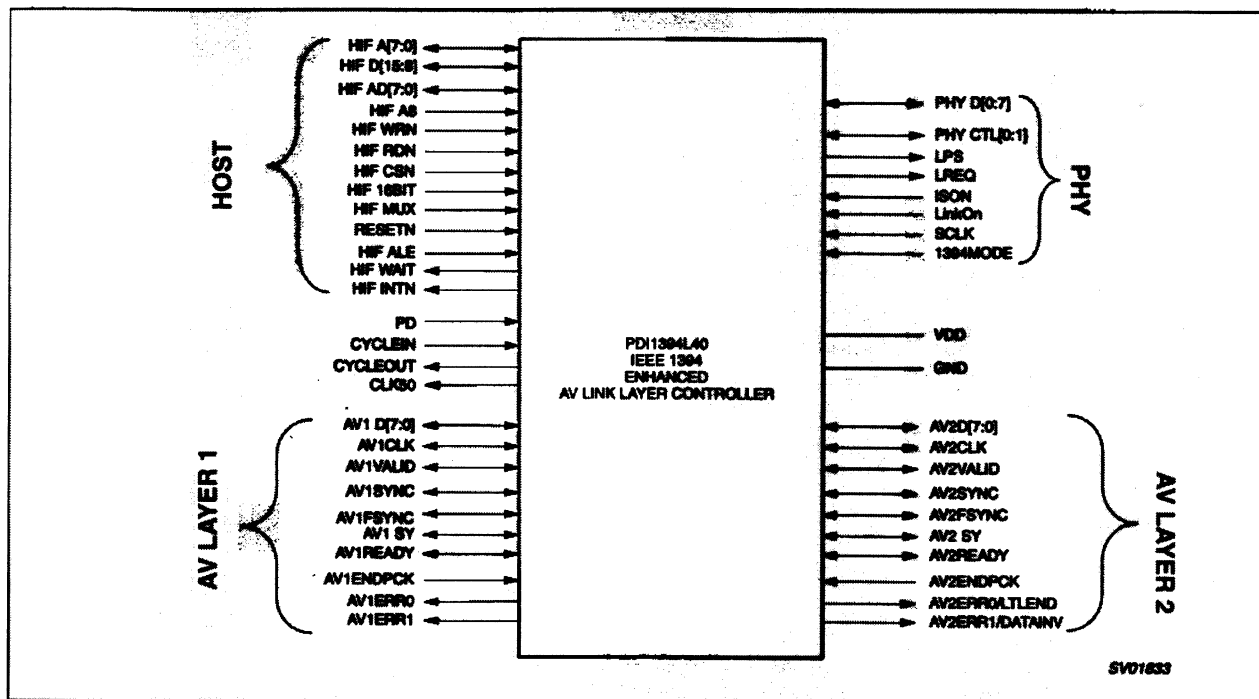 HOST
HIF A[7:0]
HIF D[15:8]
HIF AD[7:0]
HIF A8
HIF WRN
HIF RDN
HIF CSN
HIF 16BIT
HIF MUX
RESETN
HIF ALE
HIF WAIT
HIF INTN
PD
CYCLEIN
CYCLEOUT
CLK50
AV LAYER 1
AV1 D[7:0]
AV1CLK
AV1VALID
AV1SYNC
AV1FSYNC
AV1 SY
AV1READY
AV1ENDPCK
AV1ERR0
AV1ERR1
PDI1394L40
IEEE 1394
ENHANCED
AV LINK LAYER CONTROLLER
PHY D[0:7]
PHY CTL[0:1]
LPS
LREQ
ISON
LinkOn
SCLK
1394MODE
PHY
VDD
GND
AV2D[7:0]
AV2CLK
AV2VALID
AV2SYNC
AV2FSYNC
AV2 SY
AV2READY
AV2ENDPCK
AV2ERR0/LTLEND
AV2ERR1/DATAINV
AV LAYER 2
SV01833